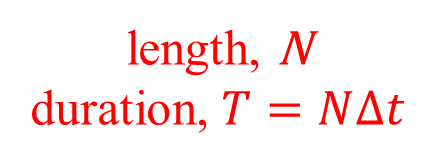 length, N
duration, T = NΔt